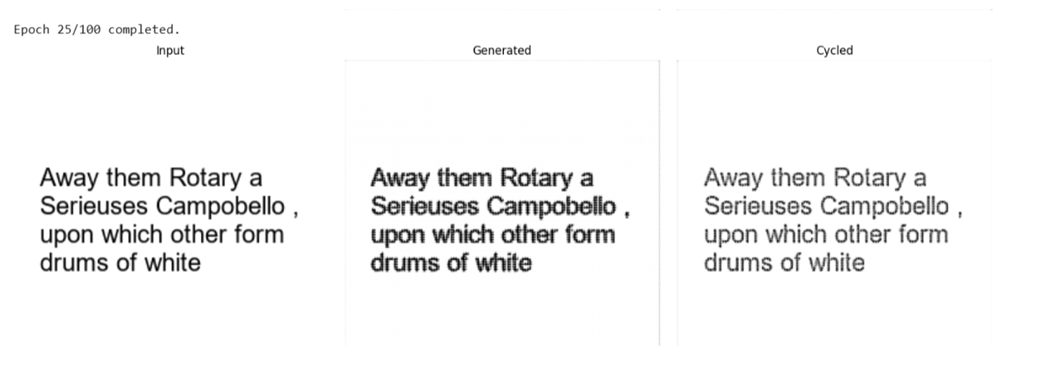 Epoch 25/100 completed.
Input Generated Cycled
Away them Rotary a
Serieuses Campobello ,
upon which other form
drums of white
Away them Rotary a
Serieuses Campobello ,
upon which other form
drums of white
Away them Rotary a
Serieuses Campobello ,
upon which other form
drums of white